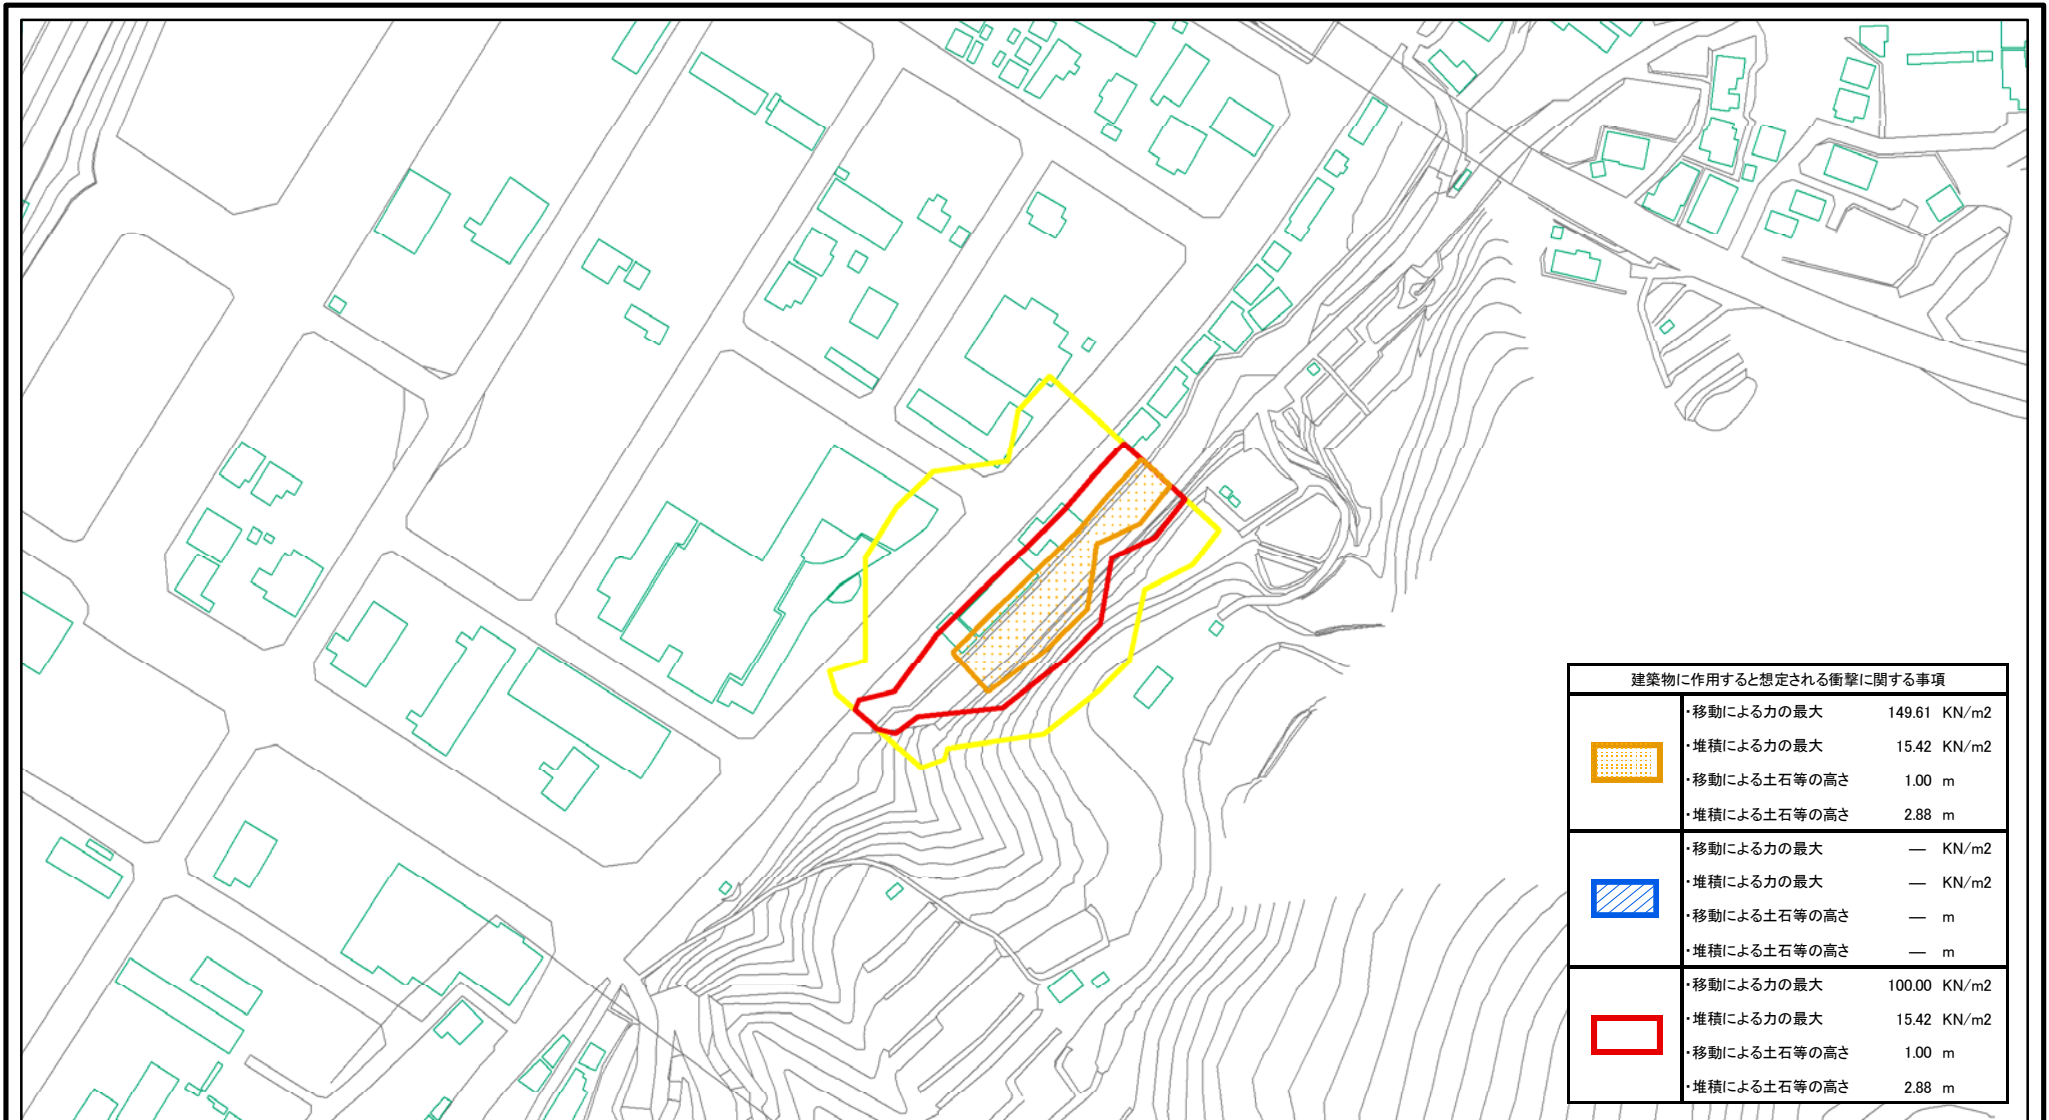 建築物に作用すると想定される衝撃に関する事項
・移動による力の最大 149.61 KN/m2
・堆積による力の最大 15.42 KN/m2
・移動による土石等の高さ 1.00 m
・堆積による土石等の高さ 2.88 m
・移動による力の最大 — KN/m2
・堆積による力の最大 — KN/m2
・移動による土石等の高さ — m
・堆積による土石等の高さ — m
・移動による力の最大 100.00 KN/m2
・堆積による力の最大 15.42 KN/m2
・移動による土石等の高さ 1.00 m
・堆積による土石等の高さ 2.88 m